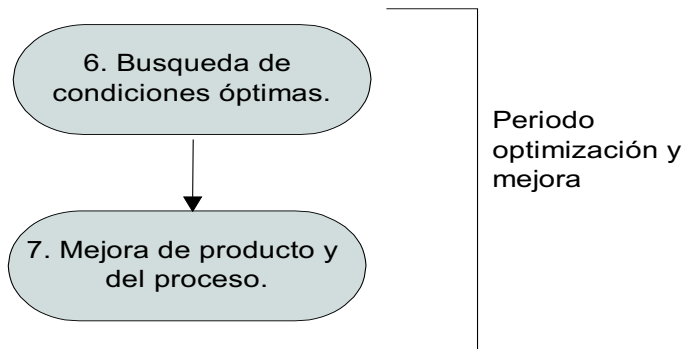 6. Busqueda de
condiciones óptimas.
Periodo
optimización y
mejora
7. Mejora de producto y
del proceso.